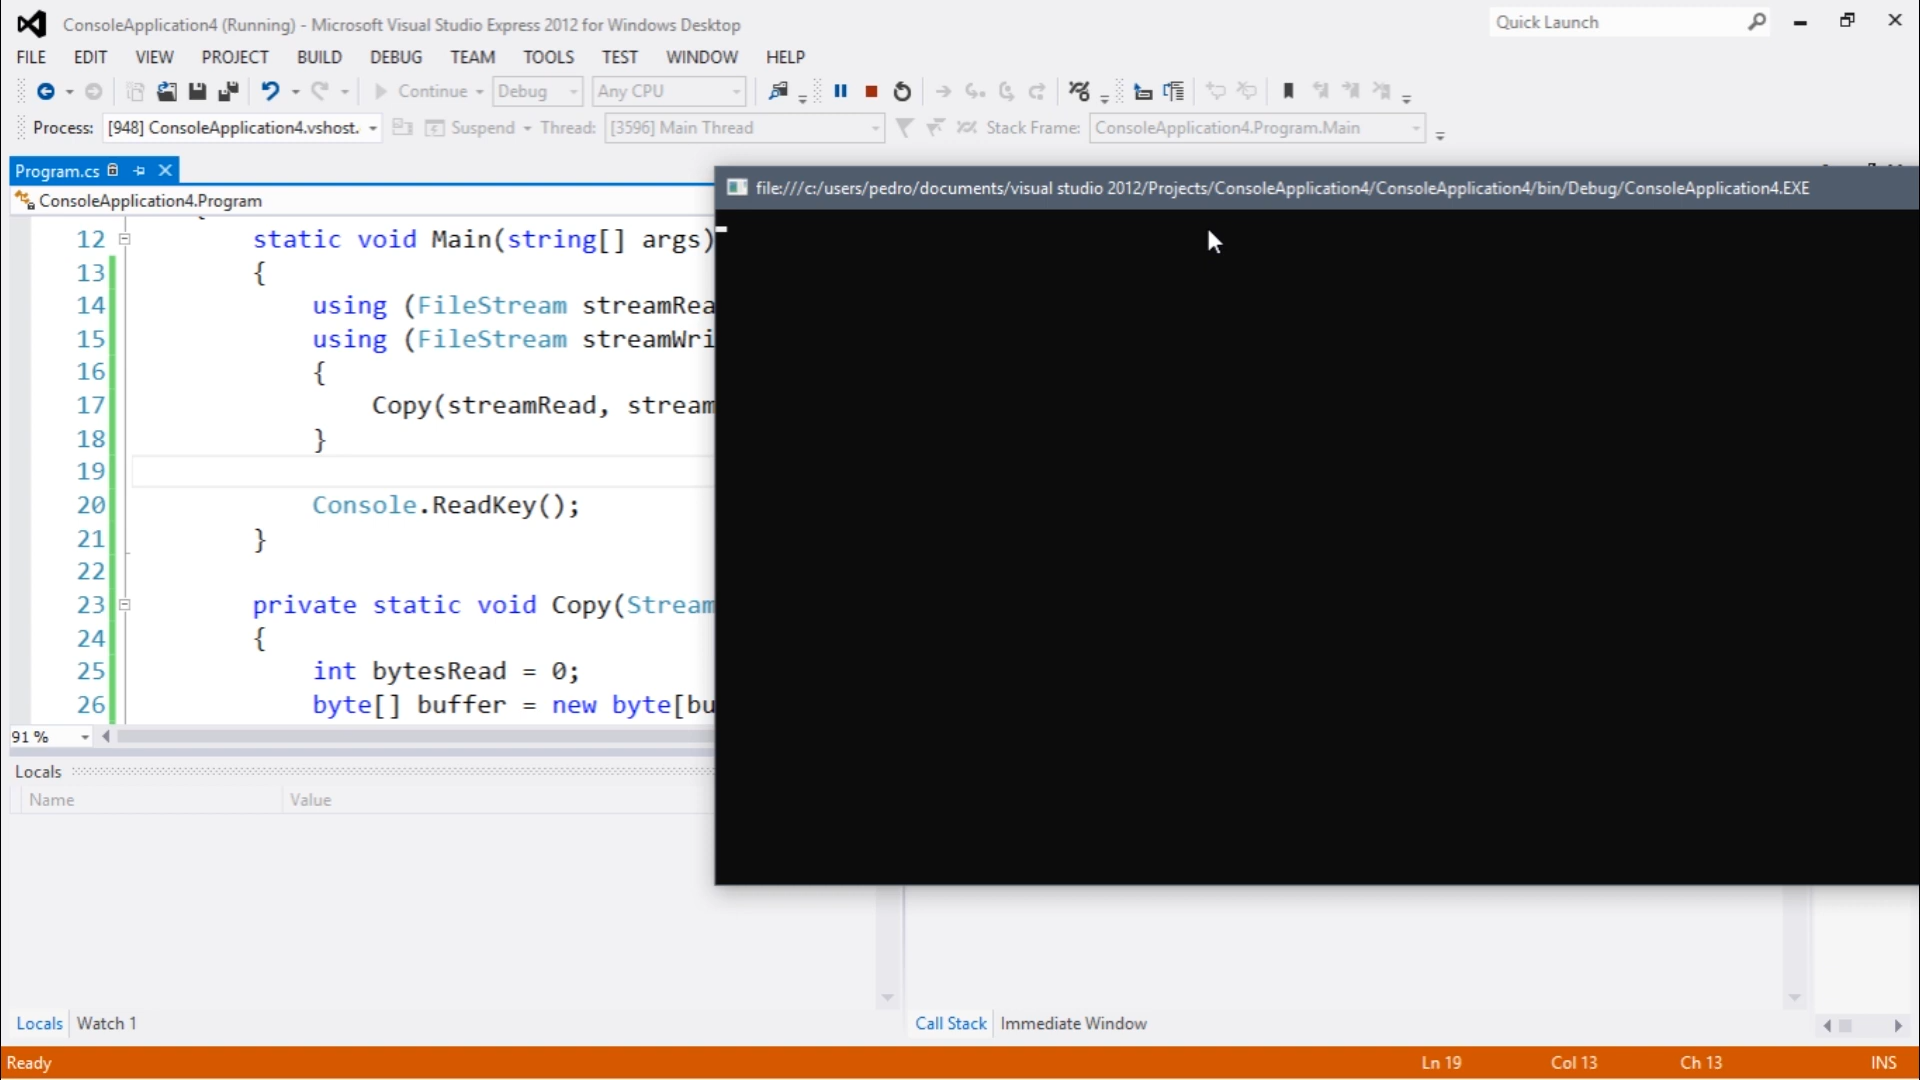 ConsoleApplication4 (Running) - Microsoft Visual Studio Express 2012 for Windows Desktop
Quick Launch
FILE EDIT VIEW PROJECT BUILD DEBUG TEAM TOOLS TEST WINDOW HELP
Continue Debug Any CPU
Process: [948] ConsoleApplication4.vshost. Suspend Thread: [3596] Main Thread Stack Frame: ConsoleApplication4.Program.Main
Program.cs
file:///c:/users/pedro/documents/visual studio 2012/Projects/ConsoleApplication4/ConsoleApplication4/bin/Debug/ConsoleApplication4.EXE
ConsoleApplication4.Program
12 static void Main(string[] args)
13 {
14 using (FileStream streamRea
15 using (FileStream streamWri
16 {
17 Copy(streamRead, stream
18 }
19
20 Console.ReadKey();
21 }
22
23 private static void Copy(Stream
24 {
25 int bytesRead = 0;
26 byte[] buffer = new byte[bu
91 %
Locals
Name Value
Locals Watch 1
Call Stack Immediate Window
Ready Ln 19 Col 13 Ch 13 INS